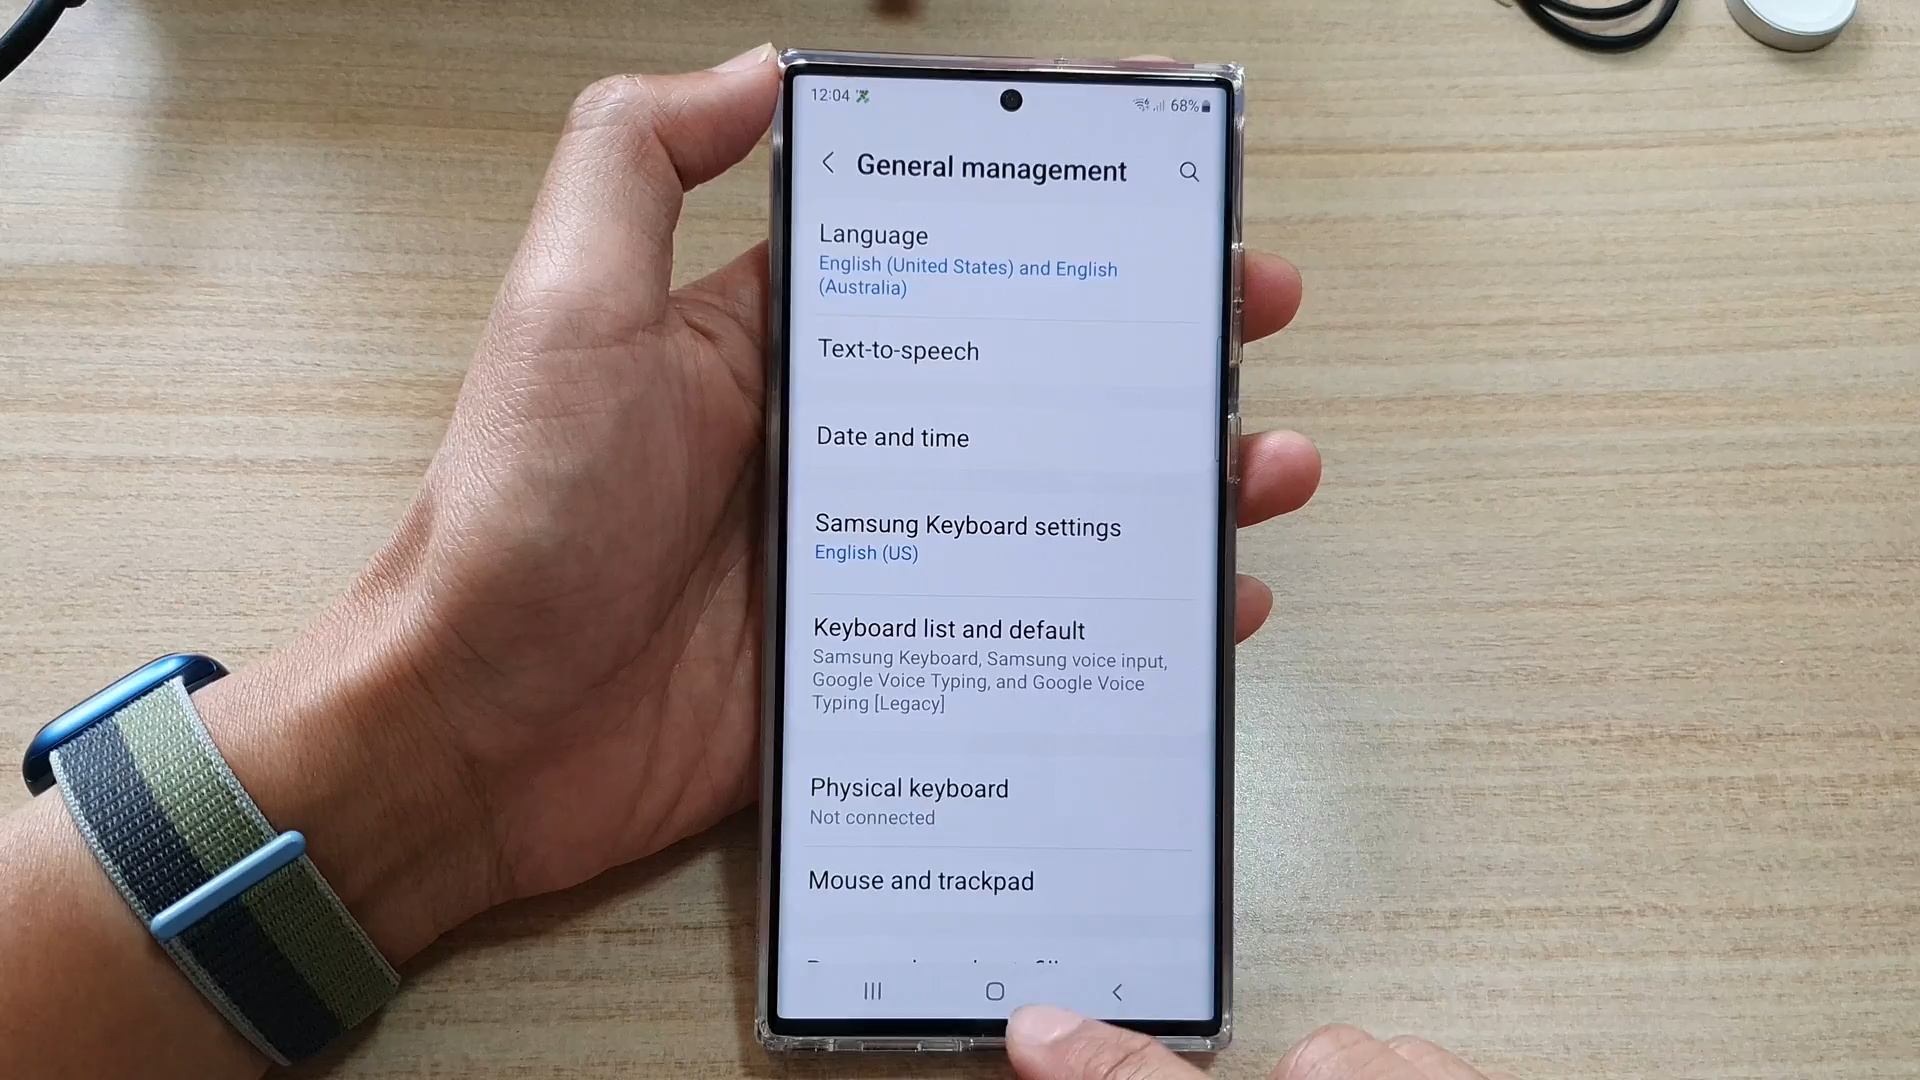 12:04
68%
General management
Language
English (United States) and English
(Australia)
Text-to-speech
Date and time
Samsung Keyboard settings
English (US)
Keyboard list and default
Samsung Keyboard, Samsung voice input,
Google Voice Typing, and Google Voice
Typing [Legacy]
Physical keyboard
Not connected
Mouse and trackpad